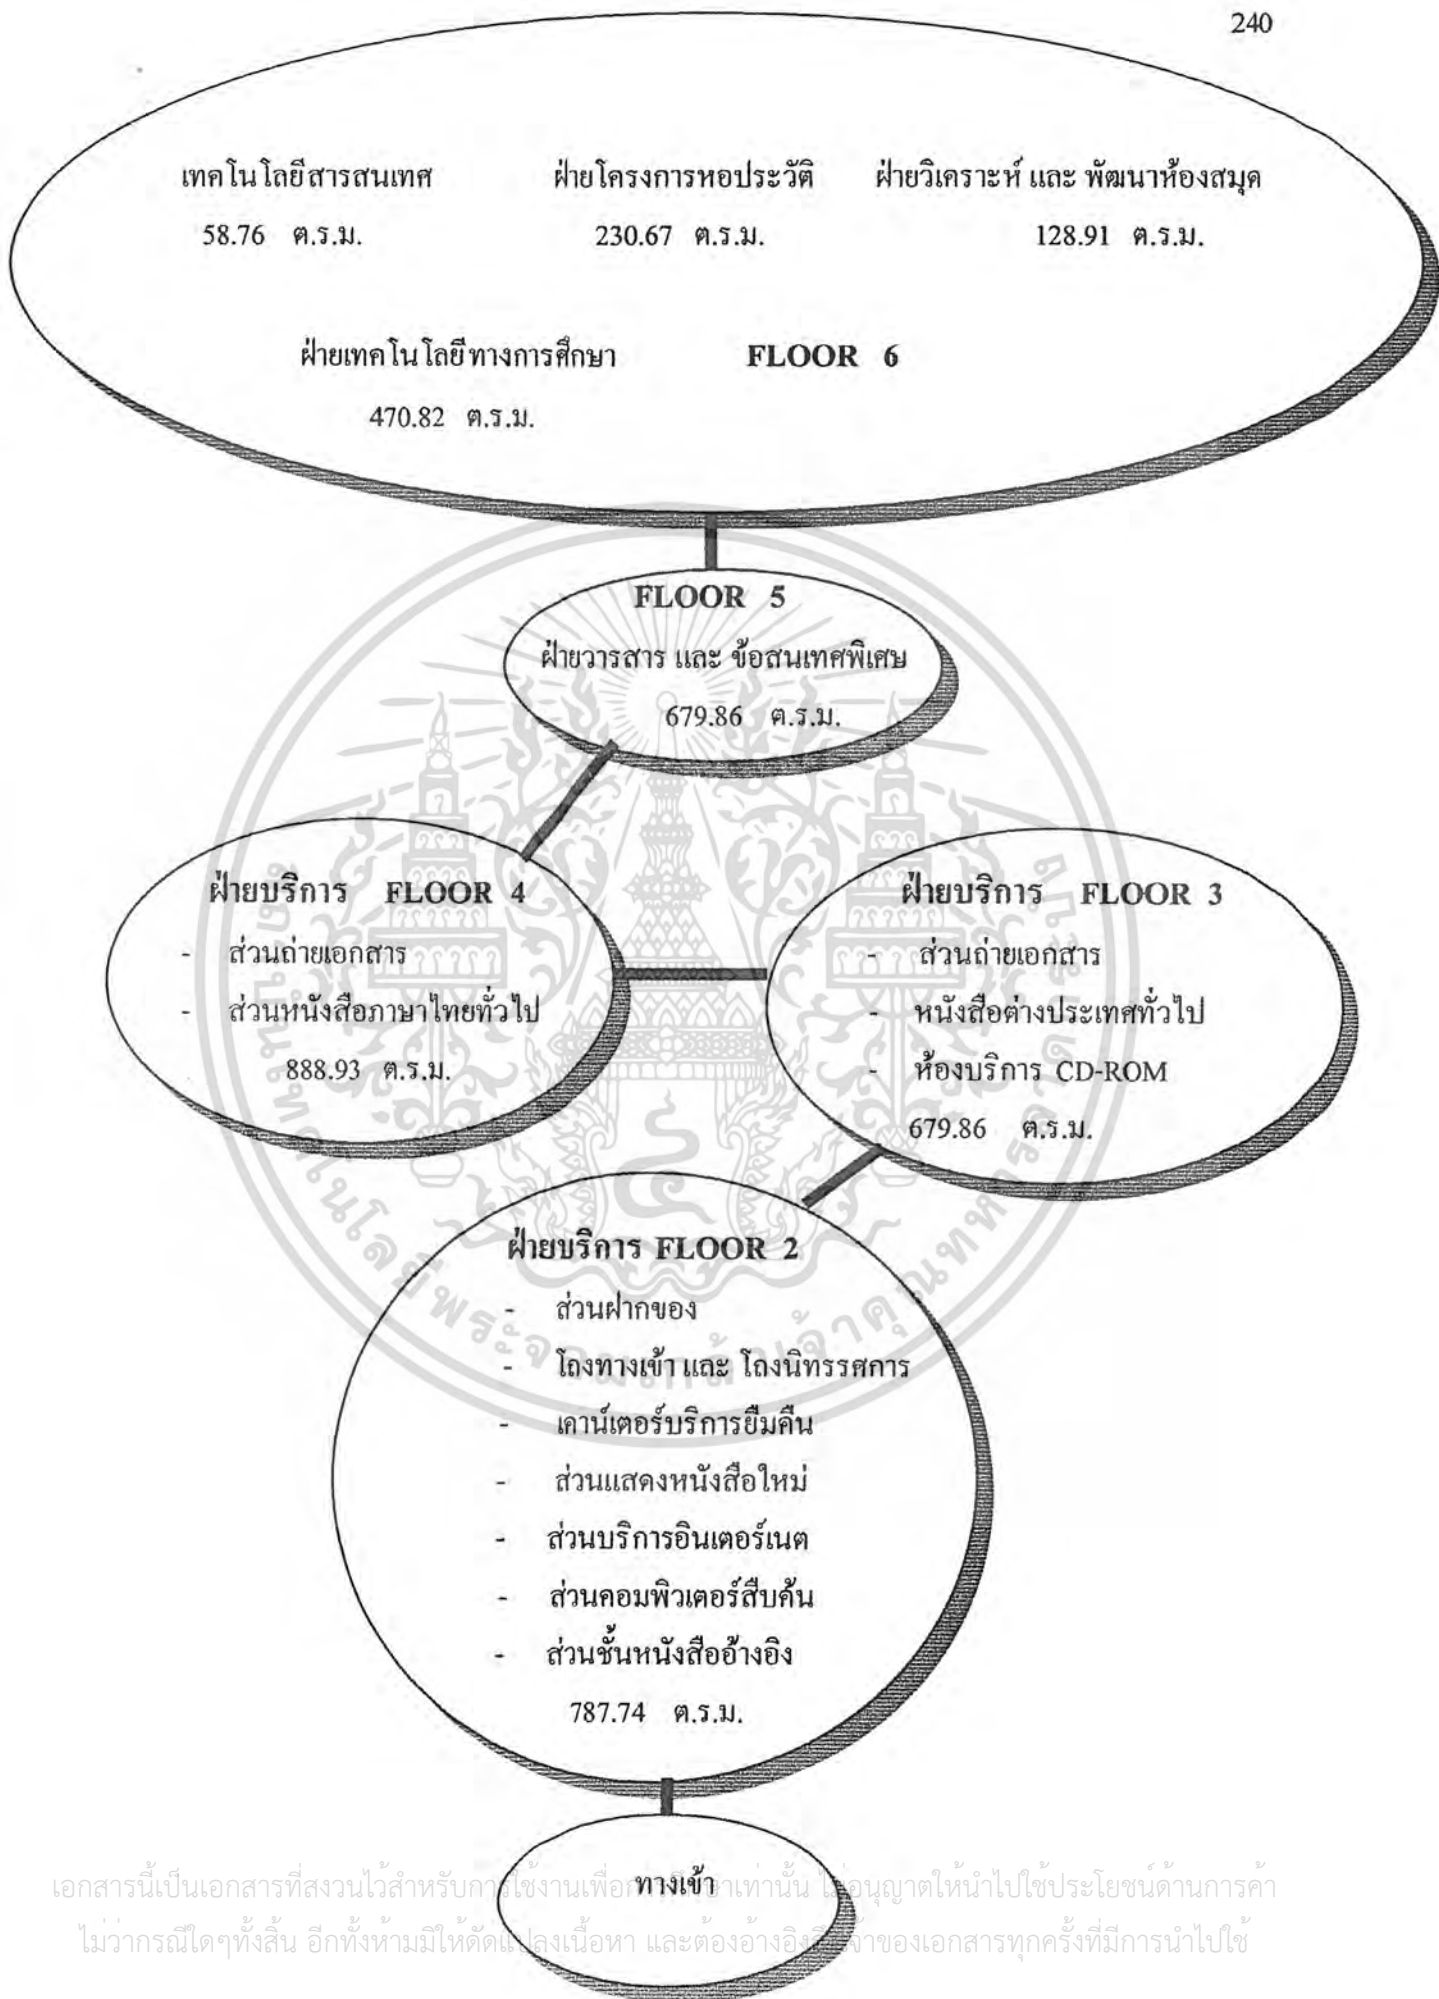 240
เทคโนโลยีสารสนเทศ ฝ่ายโครงการหอประวัติ ฝ่ายวิเคราะห์ และ พัฒนาห้องสมุด
58.76 ต.ร.ม. 230.67 ต.ร.ม. 128.91 ต.ร.ม.
ฝ่ายเทคโนโลยีทางการศึกษา FLOOR 6
470.82 ต.ร.ม.
FLOOR 5
ฝ่ายวารสาร และ ข้อสนเทศพิเศษ
679.86 ต.ร.ม.
ฝ่ายบริการ FLOOR 4
- ส่วนถ่ายเอกสาร
- ส่วนหนังสือภาษาไทยทั่วไป
888.93 ต.ร.ม.
ฝ่ายบริการ FLOOR 3
- ส่วนถ่ายเอกสาร
- หนังสือต่างประเทศทั่วไป
- ห้องบริการ CD-ROM
679.86 ต.ร.ม.
ฝ่ายบริการ FLOOR 2
- ส่วนฝากของ
- โถงทางเข้า และ โถงนิทรรศการ
- เคาน์เตอร์บริการยืมคืน
- ส่วนแสดงหนังสือใหม่
- ส่วนบริการอินเตอร์เนต
- ส่วนคอมพิวเตอร์สืบค้น
- ส่วนชั้นหนังสืออ้างอิง
787.74 ต.ร.ม.
ทางเข้า
เอกสารนี้เป็นเอกสารที่สงวนไว้สำหรับการใช้งานเพื่อการศึกษาเท่านั้น ไม่อนุญาตให้นำไปใช้ประโยชน์ด้านการค้า
ไม่ว่ากรณีใดๆทั้งสิ้น อีกทั้งห้ามมิให้ดัดแปลงเนื้อหา และต้องอ้างอิงถึงเจ้าของเอกสารทุกครั้งที่มีการนำไปใช้